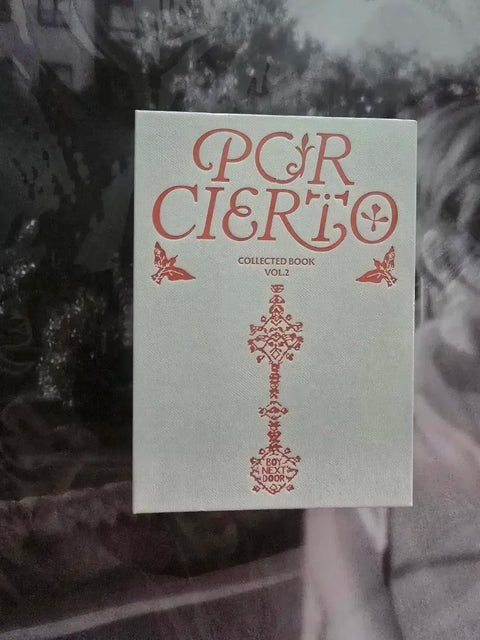 POR
CIERTO
COLLECTED BOOK
VOL.2
BOY
NEXT
DOOR